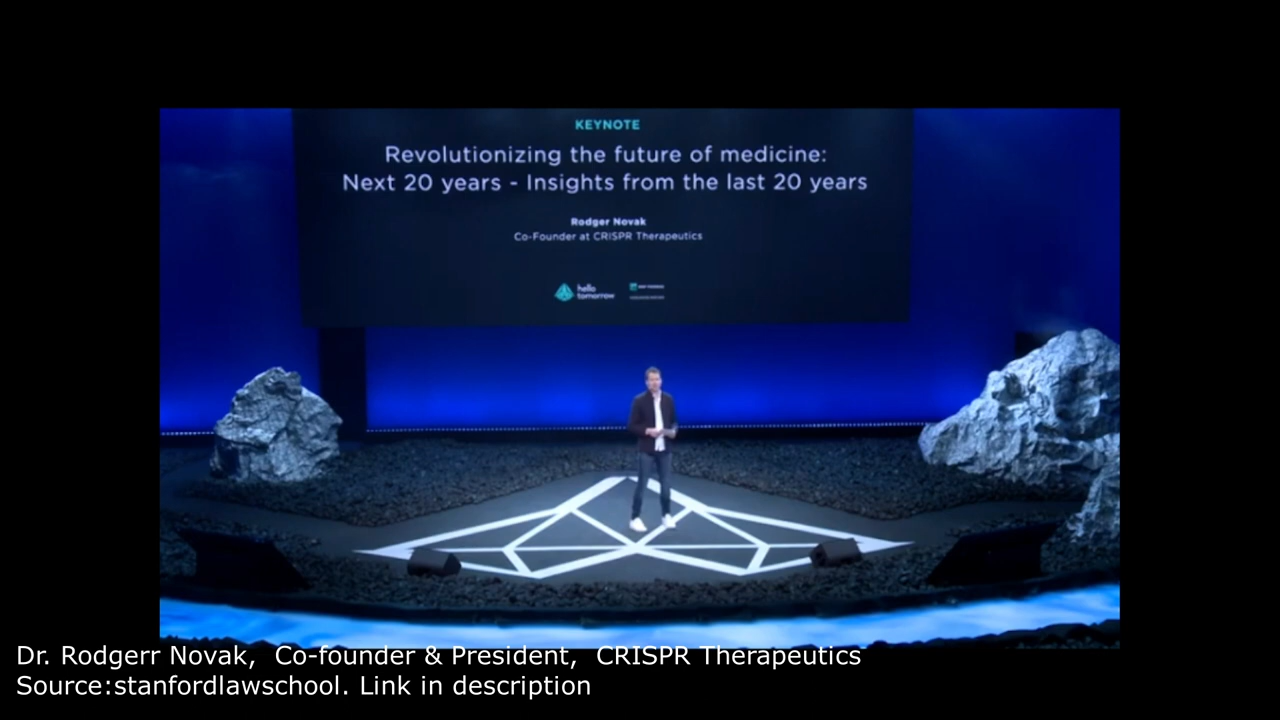 KEYNOTE
Revolutionizing the future of medicine:
Next 20 years - Insights from the last 20 years
Rodger Novak
Co-Founder at CRISPR Therapeutics
hello
tomorrow
Dr. Rodgerr Novak, Co-founder & President, CRISPR Therapeutics
Source:stanfordlawschool. Link in description